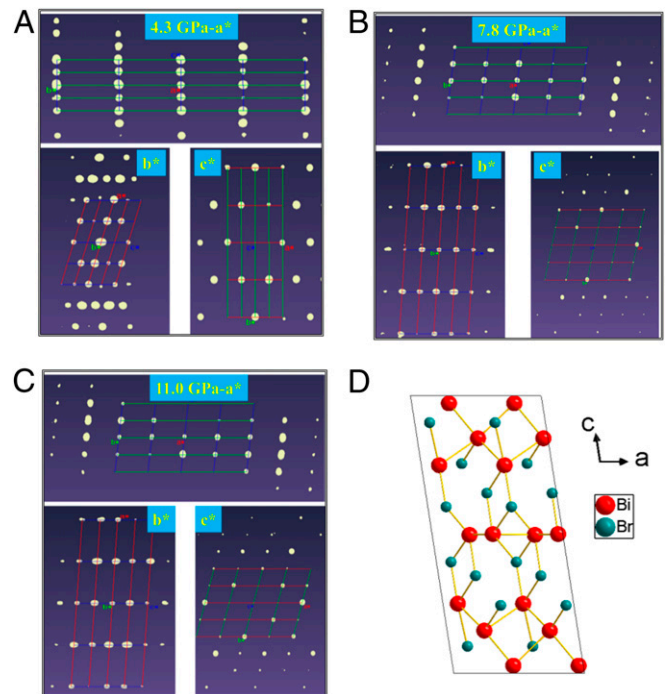 A
4.3 GPa-a*
b*
c*
B
7.8 GPa-a*
b*
c*
C
11.0 GPa-a*
b*
c*
D
c
a
Bi
Br